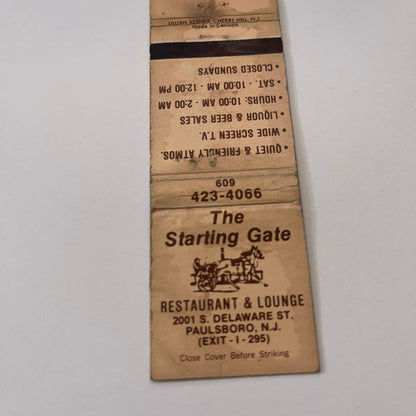 LILLIAN KERNER, CHERRY HILL, N.J.
Made in Canada
• QUIET & FRIENDLY ATMOS.
• WIDE SCREEN T.V.
• LIQUOR & BEER SALES
• HOURS: 10:00 AM - 2:00 AM
• SAT. - 10:00 AM - 12:00 PM
• CLOSED SUNDAYS
609
423-4066
The
Starting Gate
RESTAURANT & LOUNGE
2001 S. DELAWARE ST.
PAULSBORO, N.J.
(EXIT - I - 295)
Close Cover Before Striking